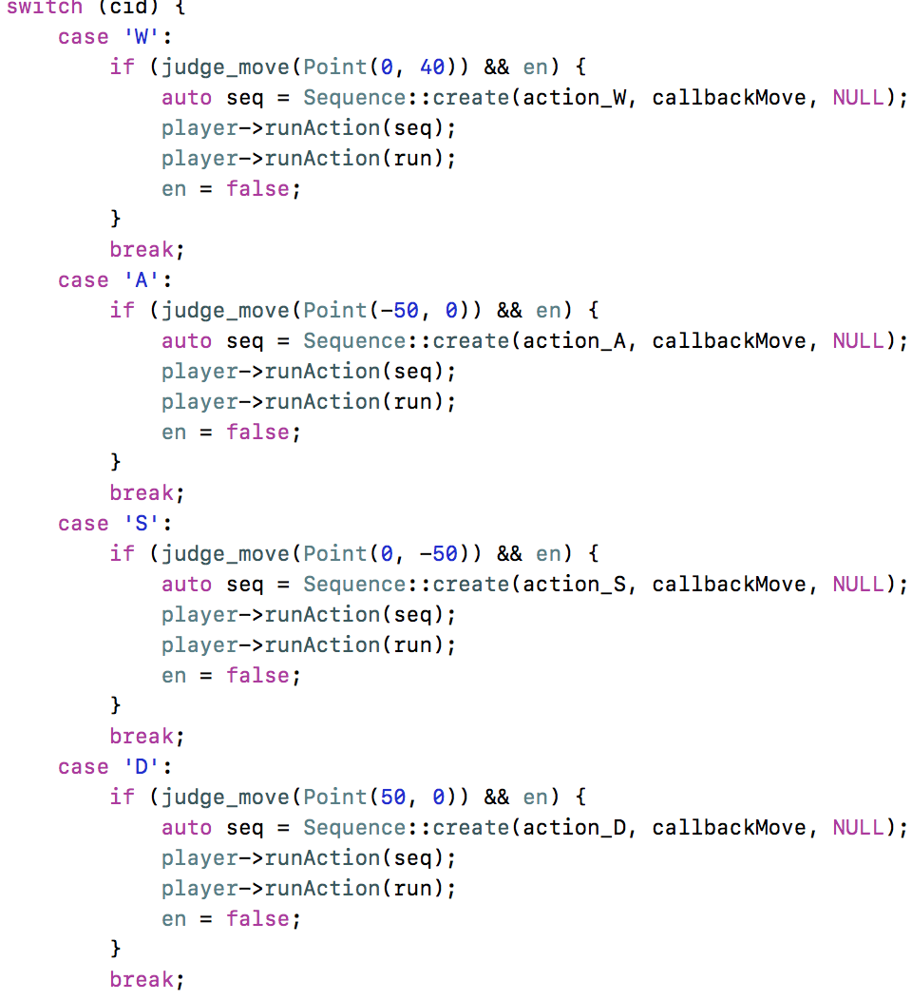 switch (cid) {
    case 'W':
        if (judge_move(Point(0, 40)) && en) {
            auto seq = Sequence::create(action_W, callbackMove, NULL);
            player->runAction(seq);
            player->runAction(run);
            en = false;
        }
        break;
    case 'A':
        if (judge_move(Point(-50, 0)) && en) {
            auto seq = Sequence::create(action_A, callbackMove, NULL);
            player->runAction(seq);
            player->runAction(run);
            en = false;
        }
        break;
    case 'S':
        if (judge_move(Point(0, -50)) && en) {
            auto seq = Sequence::create(action_S, callbackMove, NULL);
            player->runAction(seq);
            player->runAction(run);
            en = false;
        }
        break;
    case 'D':
        if (judge_move(Point(50, 0)) && en) {
            auto seq = Sequence::create(action_D, callbackMove, NULL);
            player->runAction(seq);
            player->runAction(run);
            en = false;
        }
        break;